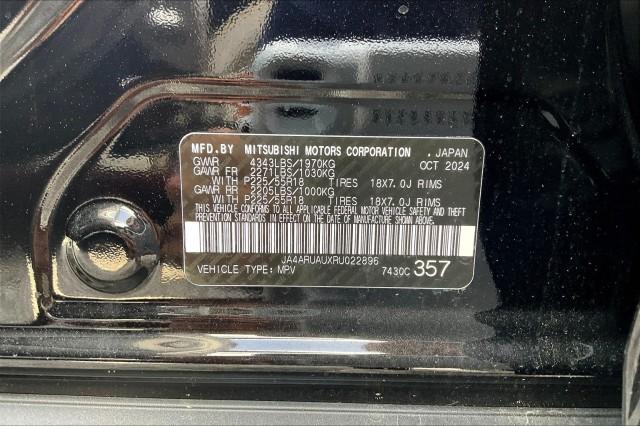 MFD.BY MITSUBISHI MOTORS CORPORATION . JAPAN
GVWR 4343LBS/1970KG OCT 2024
GAWR FR 2271LBS/1030KG
WITH P225/55R18 TIRES 18X7.0J RIMS
GAWR RR 2205LBS/1000KG
WITH P225/55R18 TIRES 18X7.0J RIMS
THIS VEHICLE CONFORMS TO ALL APPLICABLE FEDERAL MOTOR VEHICLE SAFETY AND THEFT
PREVENTION STANDARDS IN EFFECT ON THE DATE OF MANUFACTURE SHOWN ABOVE.
JA4ARUAUXRU022896
VEHICLE TYPE: MPV 7430C 357